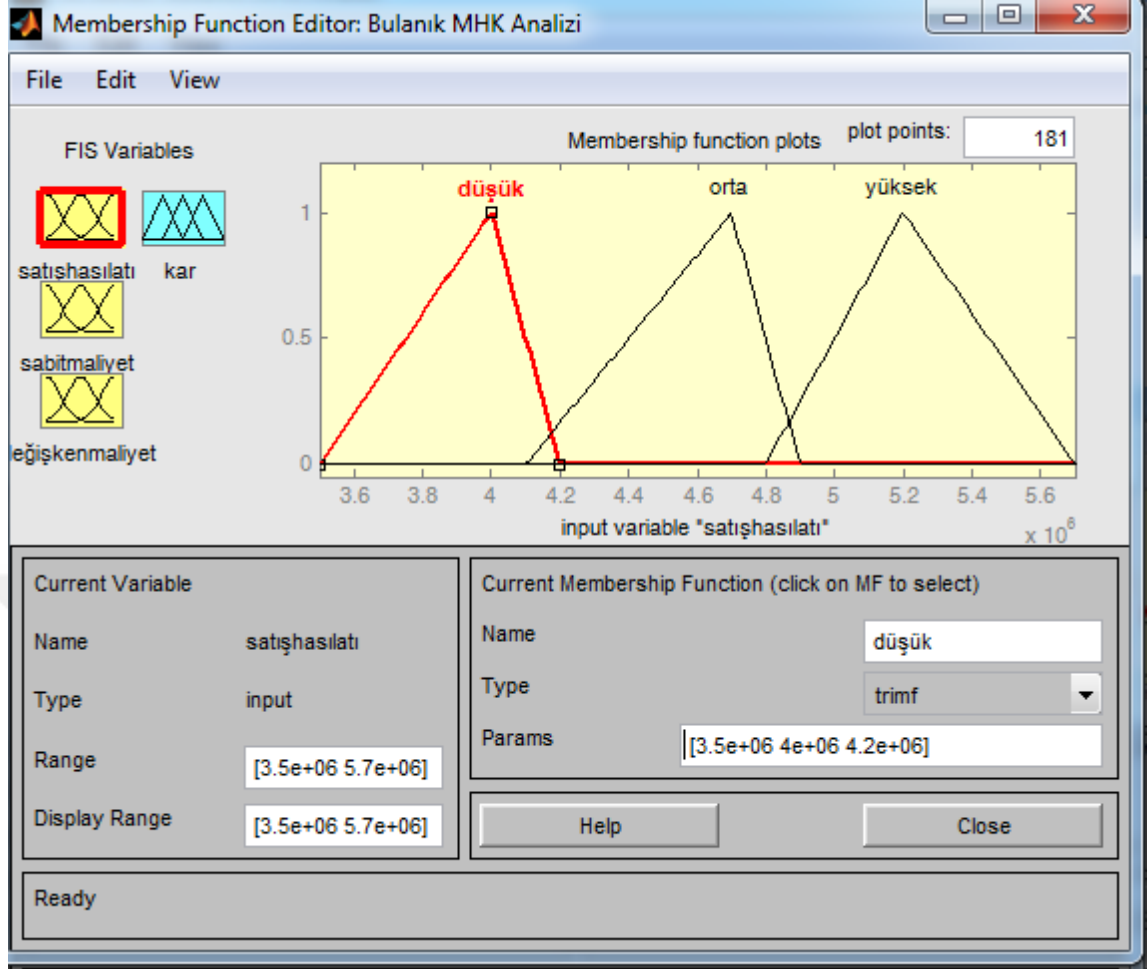 Membership Function Editor: Bulanık MHK Analizi
File Edit View
FIS Variables
satışhasılatı kar
sabitmaliyet
eğişkenmaliyet
Membership function plots plot points: 181
düşük orta yüksek
1
0.5
0
3.6 3.8 4 4.2 4.4 4.6 4.8 5 5.2 5.4 5.6
input variable "satışhasılatı"
x 10^6
Current Variable
Name satışhasılatı
Type input
Range [3.5e+06 5.7e+06]
Display Range [3.5e+06 5.7e+06]
Current Membership Function (click on MF to select)
Name düşük
Type trimf
Params [3.5e+06 4e+06 4.2e+06]
Help Close
Ready